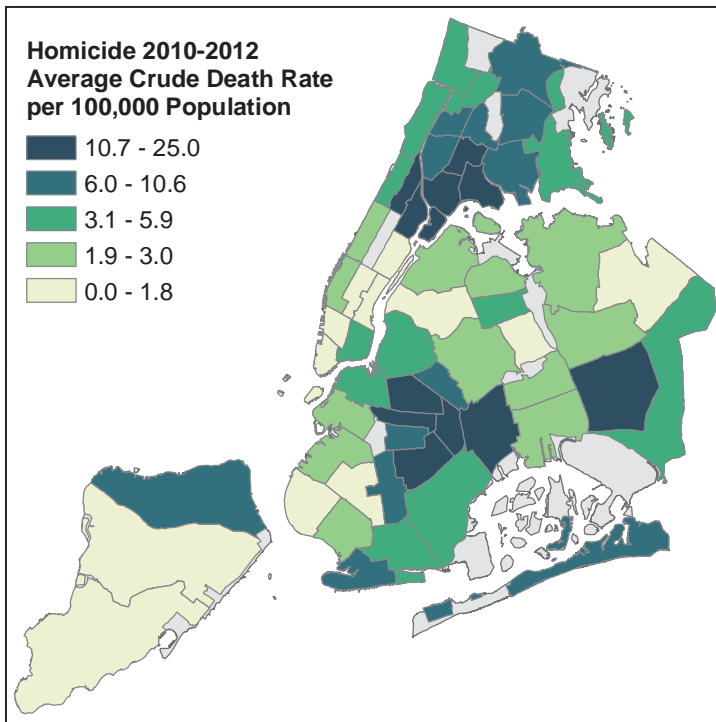 Homicide 2010-2012
Average Crude Death Rate
per 100,000 Population
10.7 - 25.0
6.0 - 10.6
3.1 - 5.9
1.9 - 3.0
0.0 - 1.8